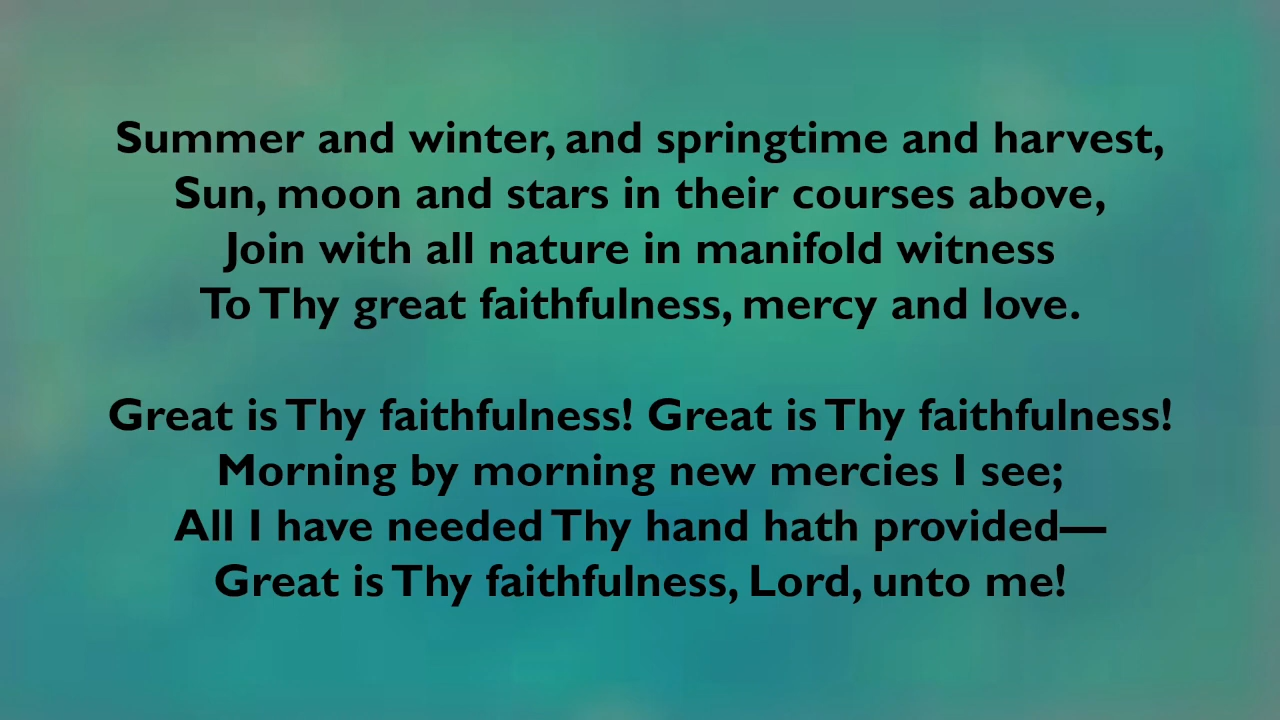 Summer and winter, and springtime and harvest,
Sun, moon and stars in their courses above,
Join with all nature in manifold witness
To Thy great faithfulness, mercy and love.
Great is Thy faithfulness! Great is Thy faithfulness!
Morning by morning new mercies I see;
All I have needed Thy hand hath provided—
Great is Thy faithfulness, Lord, unto me!